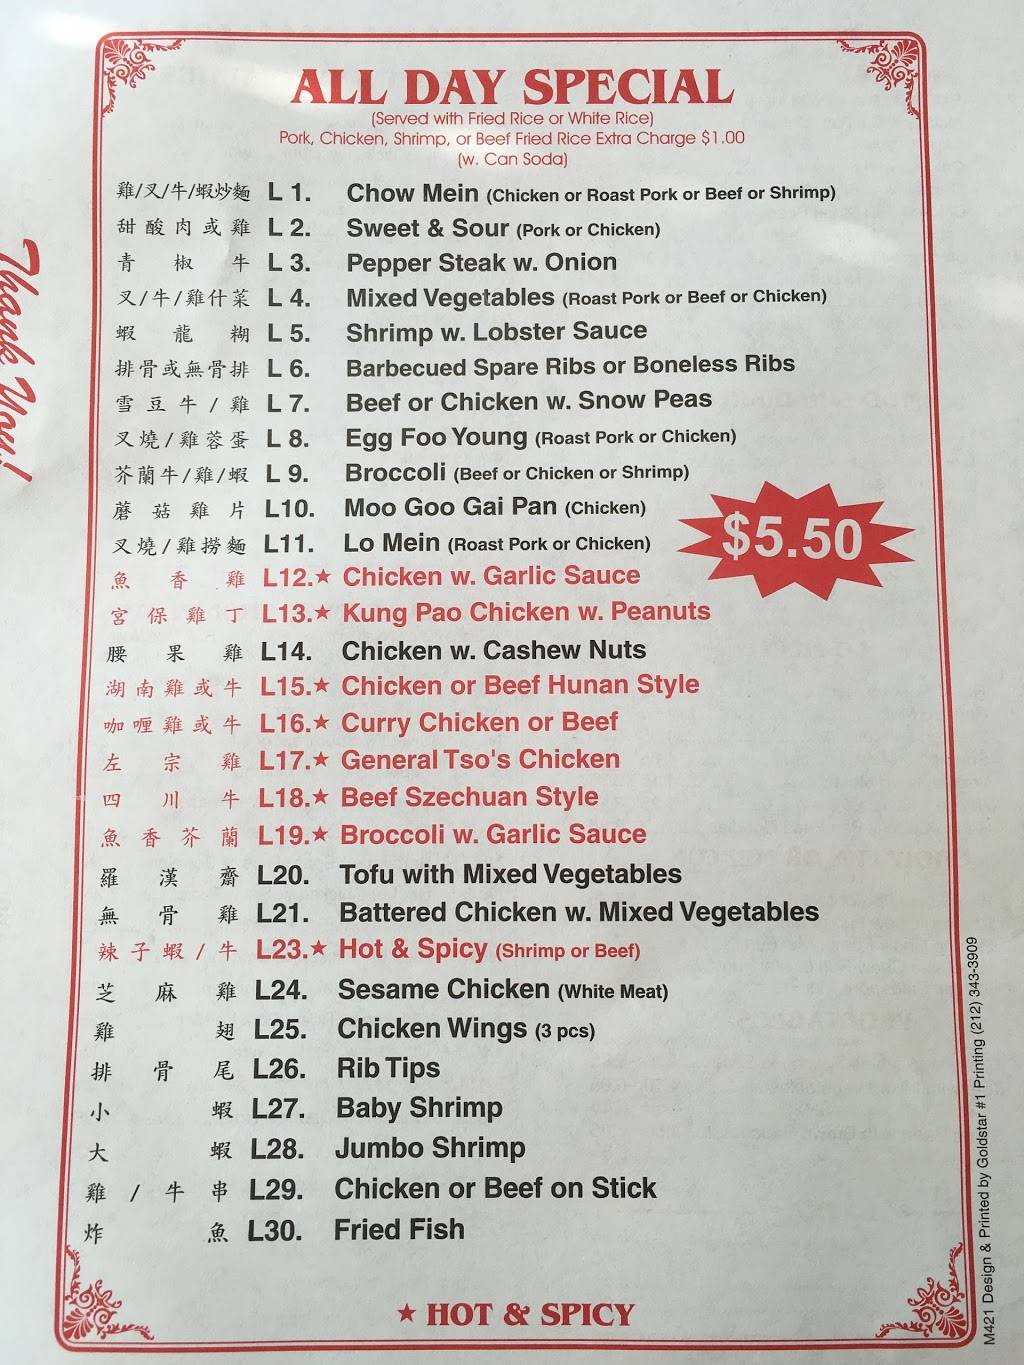 ALL DAY SPECIAL
(Served with Fried Rice or White Rice)
Pork, Chicken, Shrimp, or Beef Fried Rice Extra Charge $1.00
(w. Can Soda)
雞/叉/牛/蝦炒麵 L 1. Chow Mein (Chicken or Roast Pork or Beef or Shrimp)
甜酸肉或雞 L 2. Sweet & Sour (Pork or Chicken)
青椒牛 L 3. Pepper Steak w. Onion
叉/牛/雞什菜 L 4. Mixed Vegetables (Roast Pork or Beef or Chicken)
蝦龍糊 L 5. Shrimp w. Lobster Sauce
排骨或無骨排 L 6. Barbecued Spare Ribs or Boneless Ribs
雪豆牛/雞 L 7. Beef or Chicken w. Snow Peas
叉燒/雞蓉蛋 L 8. Egg Foo Young (Roast Pork or Chicken)
芥蘭牛/雞/蝦 L 9. Broccoli (Beef or Chicken or Shrimp)
蘑菇雞片 L10. Moo Goo Gai Pan (Chicken)
叉燒/雞撈麵 L11. Lo Mein (Roast Pork or Chicken)
$5.50
魚香雞 L12.★ Chicken w. Garlic Sauce
宮保雞丁 L13.★ Kung Pao Chicken w. Peanuts
腰果雞 L14. Chicken w. Cashew Nuts
湖南雞或牛 L15.★ Chicken or Beef Hunan Style
咖喱雞或牛 L16.★ Curry Chicken or Beef
左宗雞 L17.★ General Tso's Chicken
四川牛 L18.★ Beef Szechuan Style
魚香芥蘭 L19.★ Broccoli w. Garlic Sauce
羅漢齋 L20. Tofu with Mixed Vegetables
無骨雞 L21. Battered Chicken w. Mixed Vegetables
辣子蝦/牛 L23.★ Hot & Spicy (Shrimp or Beef)
芝麻雞 L24. Sesame Chicken (White Meat)
雞翅 L25. Chicken Wings (3 pcs)
排骨尾 L26. Rib Tips
小蝦 L27. Baby Shrimp
大蝦 L28. Jumbo Shrimp
雞/牛串 L29. Chicken or Beef on Stick
炸魚 L30. Fried Fish
★ HOT & SPICY
Thank You!
M421 Design & Printed by Goldstar #1 Printing (212) 343-3909